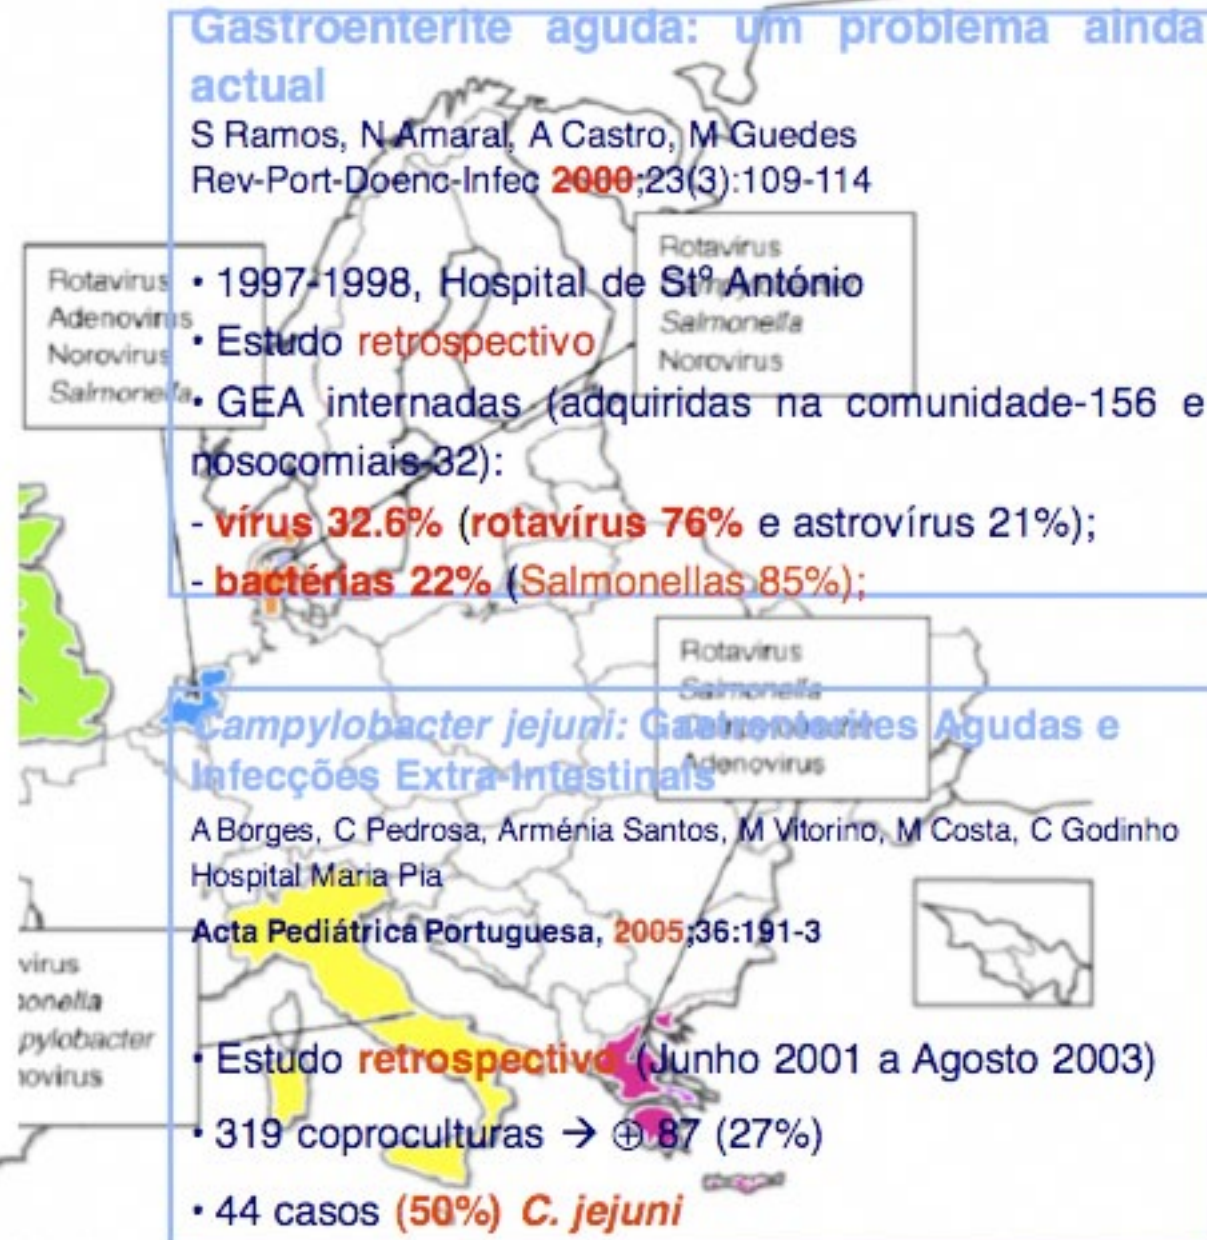 Gastroenterite aguda: um problema ainda
actual
S Ramos, N Amaral, A Castro, M Guedes
Rev-Port-Doenc-Infec 2000;23(3):109-114
Rotavirus
Adenovirus
Norovirus
Salmonella
Rotavirus
Salmonella
Norovirus
• 1997-1998, Hospital de Stº António
• Estudo retrospectivo
• GEA internadas (adquiridas na comunidade-156 e
nosocomiais-32):
- vírus 32.6% (rotavírus 76% e astrovírus 21%);
- bactérias 22% (Salmonellas 85%);
Rotavirus
Salmonella
Adenovirus
Campylobacter jejuni: Gastrenterites Agudas e
Infecções Extra-Intestinais
A Borges, C Pedrosa, Arménia Santos, M Vitorino, M Costa, C Godinho
Hospital Maria Pia
Acta Pediátrica Portuguesa, 2005;36:191-3
virus
onella
pylobacter
ovirus
• Estudo retrospectivo (Junho 2001 a Agosto 2003)
• 319 coproculturas → ⊕ 87 (27%)
• 44 casos (50%) C. jejuni